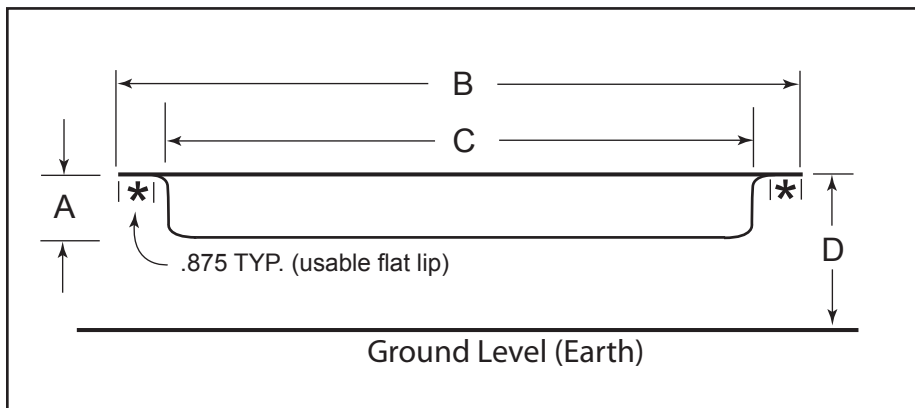 B
C
A
*
*
D
.875 TYP. (usable flat lip)
Ground Level (Earth)